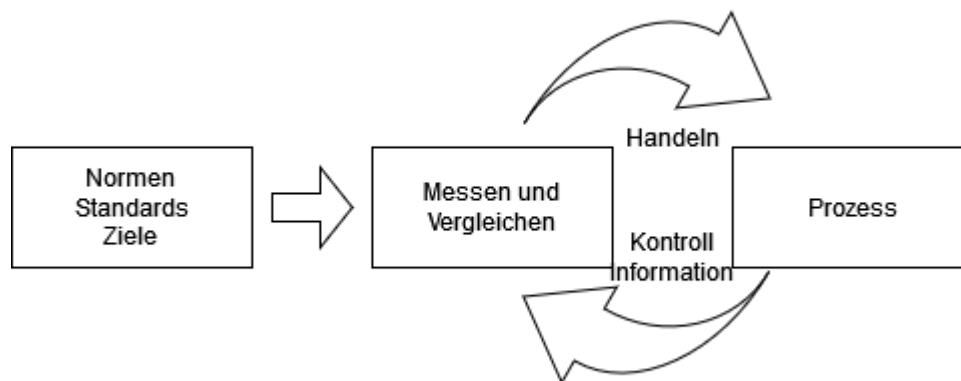 Normen
Standards
Ziele
Messen und
Vergleichen
Handeln
Kontroll
Information
Prozess